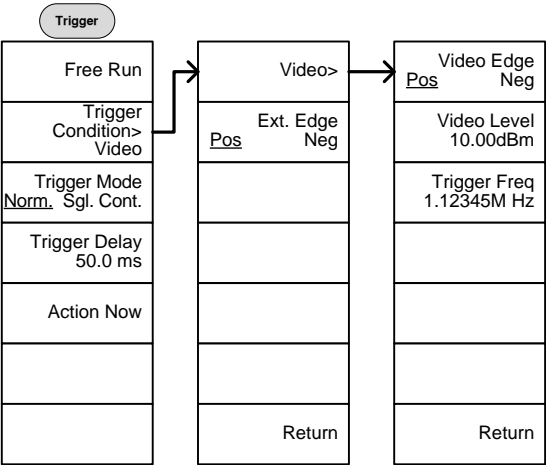 Trigger
Free Run
Trigger
Condition>
Video
Trigger Mode
Norm. Sgl. Cont.
Trigger Delay
50.0 ms
Action Now
Video>
Ext. Edge
Pos Neg
Return
Video Edge
Pos Neg
Video Level
10.00dBm
Trigger Freq
1.12345M Hz
Return